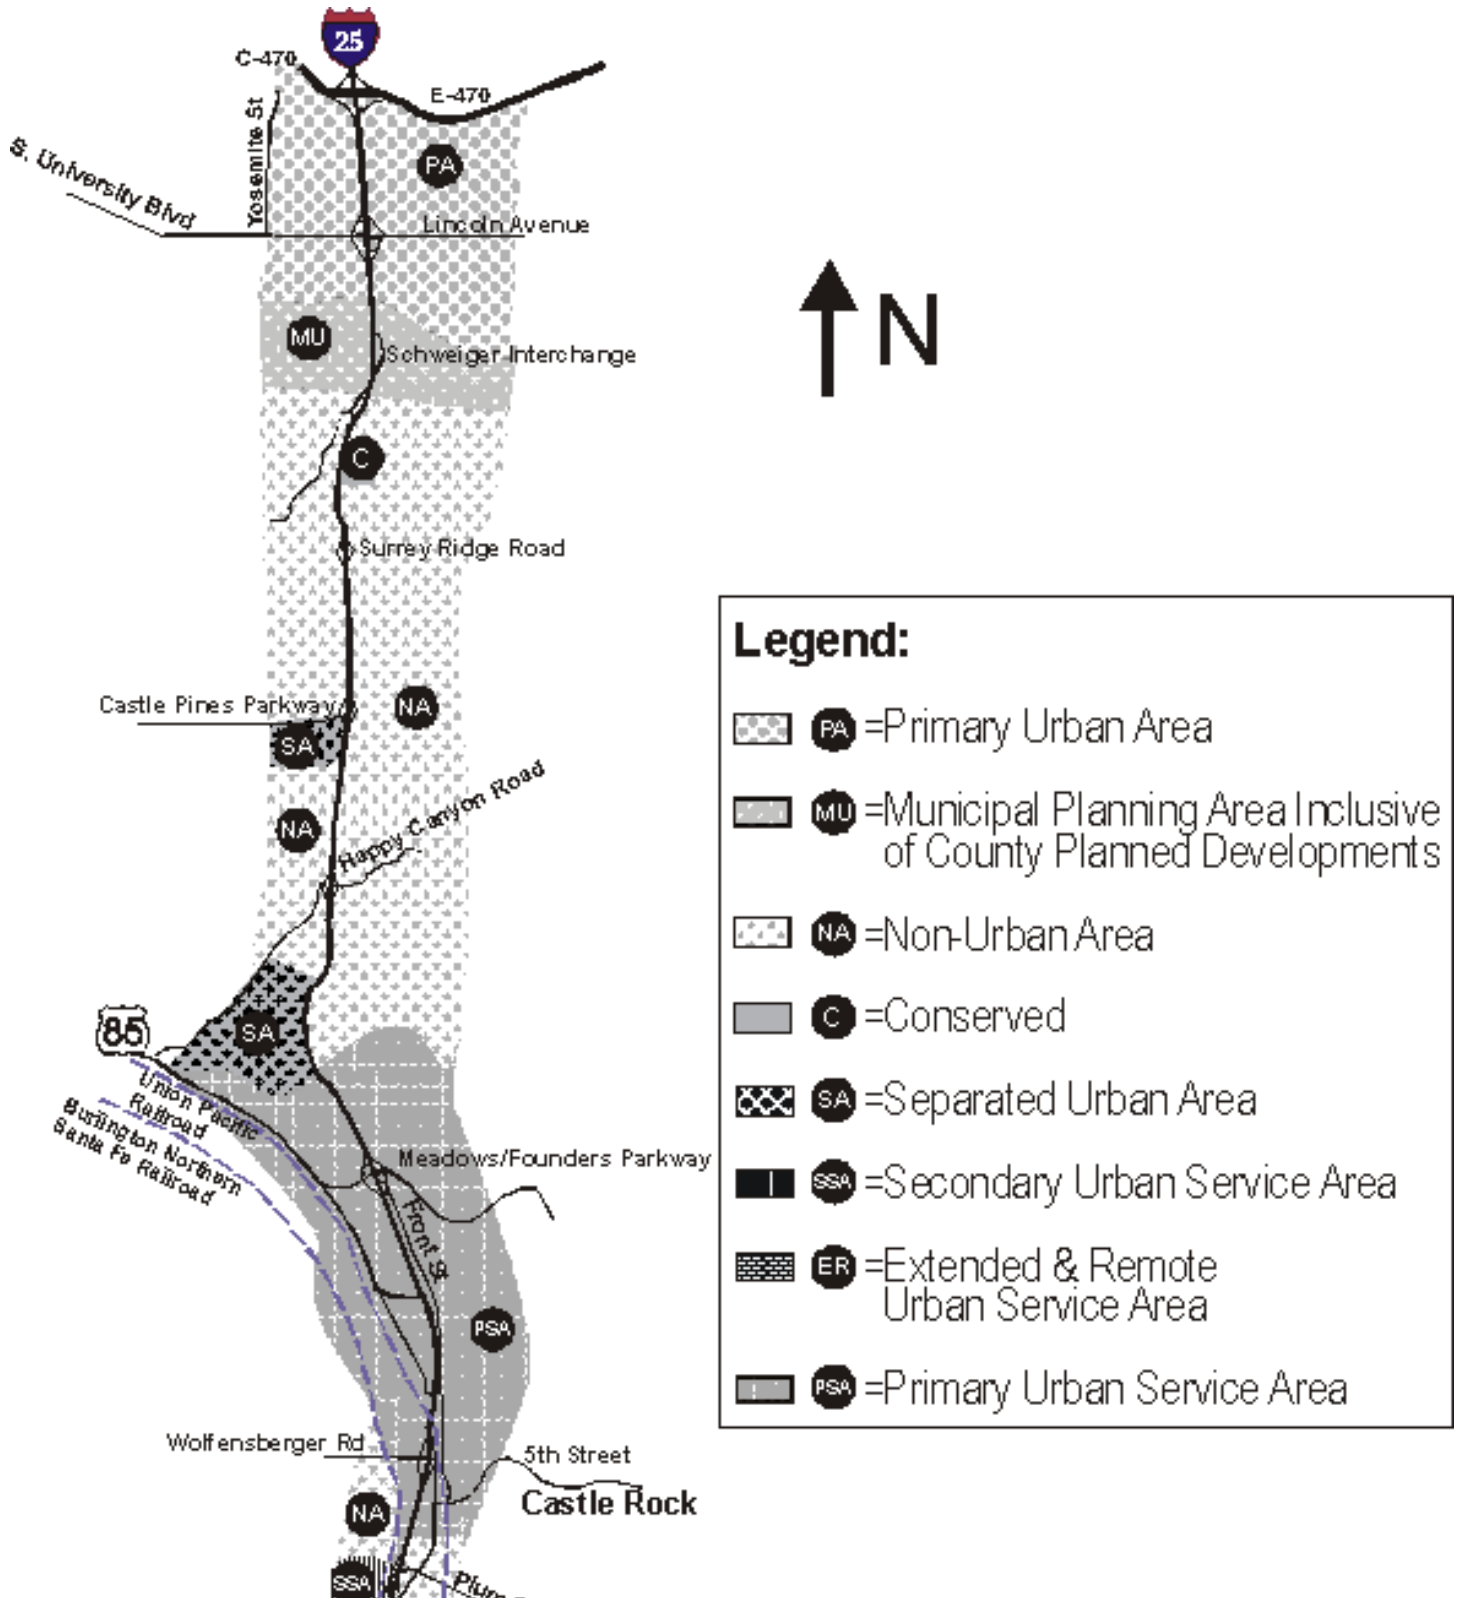 25
C-470
E-470
Yosemite St
S. University Blvd
PA
Lincoln Avenue
N
MU
Schweiger Interchange
C
Surrey Ridge Road
Castle Pines Parkway
NA
SA
NA
Happy Canyon Road
SA
85
Union Pacific
Railroad
Burlington Northern
Santa Fe Railroad
Meadows/Founders Parkway
Front St
PSA
Wolfensberger Rd
5th Street
Castle Rock
NA
SSA
Plum
Legend:
PA =Primary Urban Area
MU =Municipal Planning Area Inclusive
of County Planned Developments
NA =Non-Urban Area
C =Conserved
SA =Separated Urban Area
SSA =Secondary Urban Service Area
ER =Extended & Remote
Urban Service Area
PSA =Primary Urban Service Area